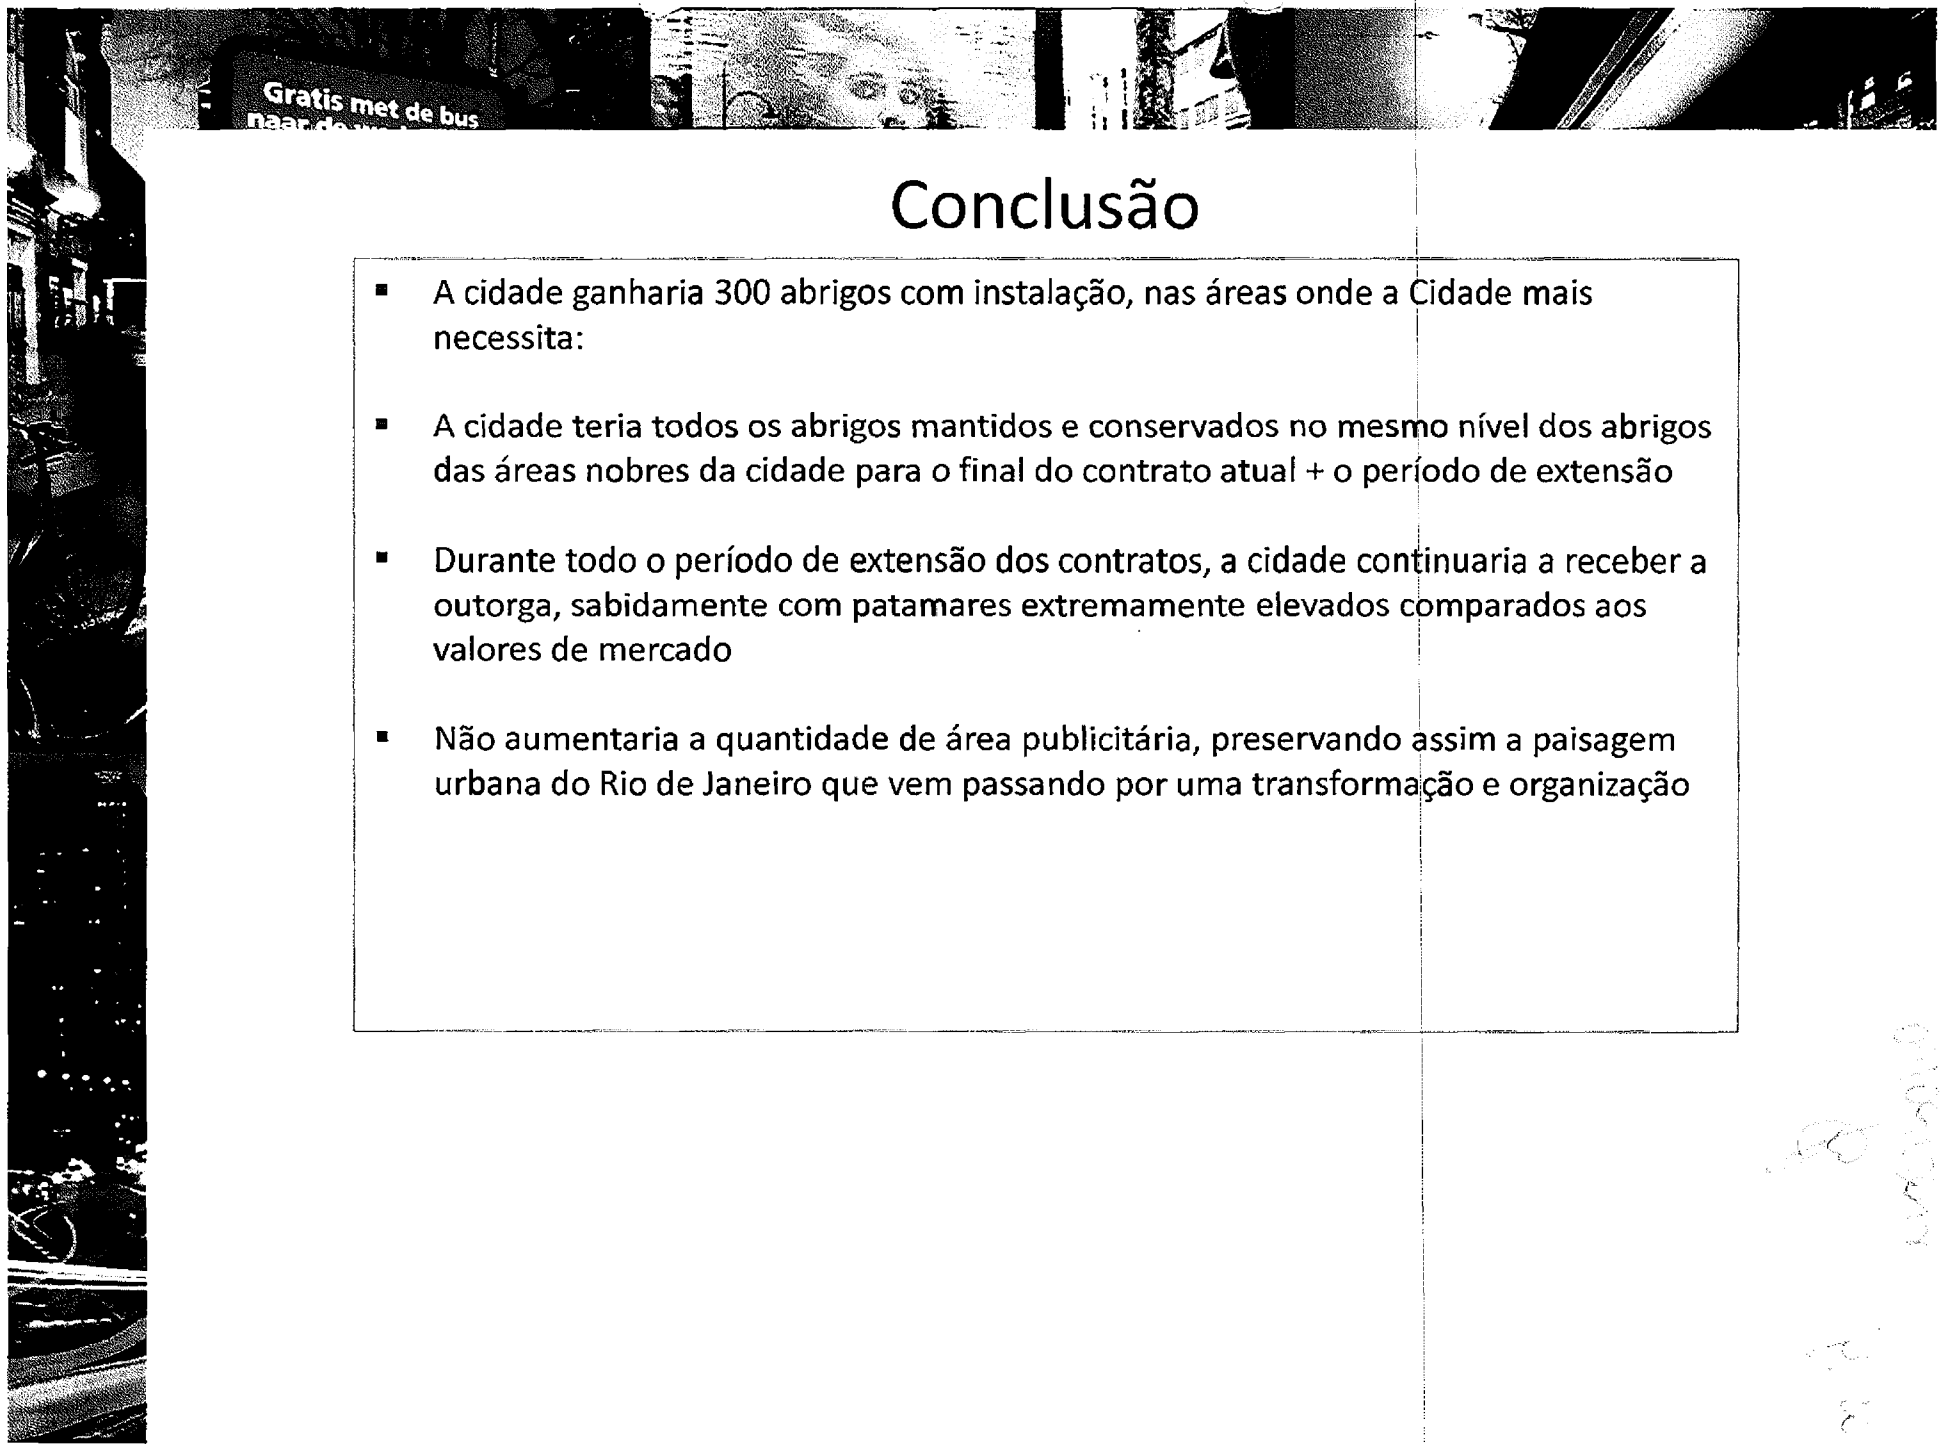 Gratis met de bus
Conclusão
▪ A cidade ganharia 300 abrigos com instalação, nas áreas onde a Cidade mais
necessita:
▪ A cidade teria todos os abrigos mantidos e conservados no mesmo nível dos abrigos
das áreas nobres da cidade para o final do contrato atual + o período de extensão
▪ Durante todo o período de extensão dos contratos, a cidade continuaria a receber a
outorga, sabidamente com patamares extremamente elevados comparados aos
valores de mercado
▪ Não aumentaria a quantidade de área publicitária, preservando assim a paisagem
urbana do Rio de Janeiro que vem passando por uma transformação e organização